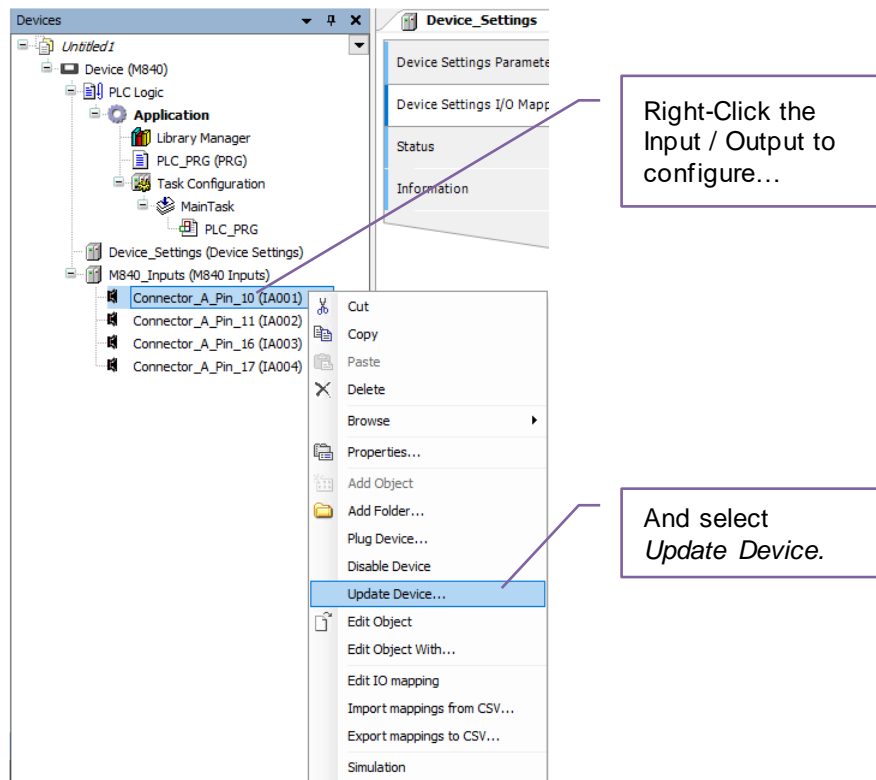 Devices
Untitled1
Device (M840)
PLC Logic
Application
Library Manager
PLC_PRG (PRG)
Task Configuration
MainTask
PLC_PRG
Device_Settings (Device Settings)
M840_Inputs (M840 Inputs)
Connector_A_Pin_10 (IA001)
Connector_A_Pin_11 (IA002)
Connector_A_Pin_16 (IA003)
Connector_A_Pin_17 (IA004)
Device_Settings
Device Settings Paramete
Device Settings I/O Mapp
Status
Information
Cut
Copy
Paste
Delete
Browse
Properties...
Add Object
Add Folder...
Plug Device...
Disable Device
Update Device...
Edit Object
Edit Object With...
Edit IO mapping
Import mappings from CSV...
Export mappings to CSV...
Simulation
Right-Click the
Input / Output to
configure…
And select
Update Device.